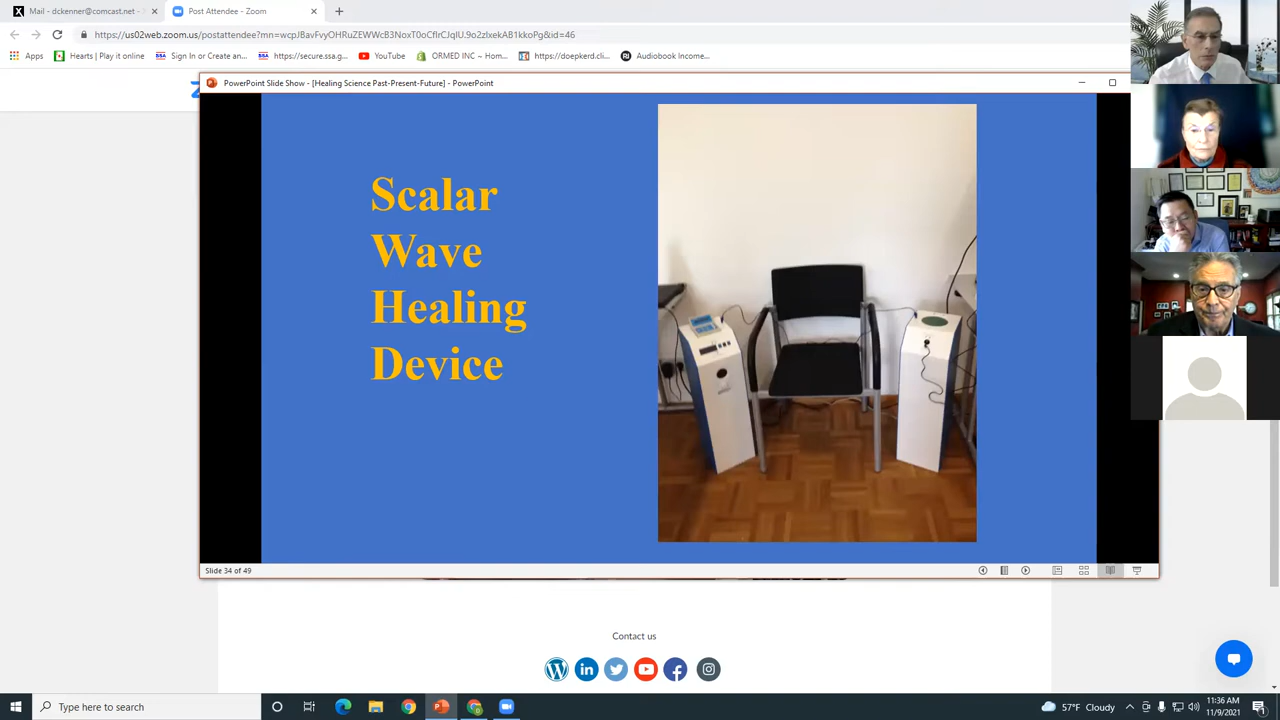 Mail - dckenner@comcast.net -
Post Attendee - Zoom
us02web.zoom.us/postattendee?mn=wcpJBavFvyOHRuZEWWcB3NoxT0oCflrCJqIU.9o2zIxekAB1kkoPg&id=46
Apps
Hearts | Play it online
Sign In or Create an...
https://secure.ssa.g...
YouTube
ORMED INC ~ Hom...
https://doepkerd.cli...
Audiobook Income...
PowerPoint Slide Show - [Healing Science Past-Present-Future] - PowerPoint
Scalar
Wave
Healing
Device
Slide 34 of 49
Contact us
Type here to search
57°F Cloudy
11:36 AM
11/9/2021